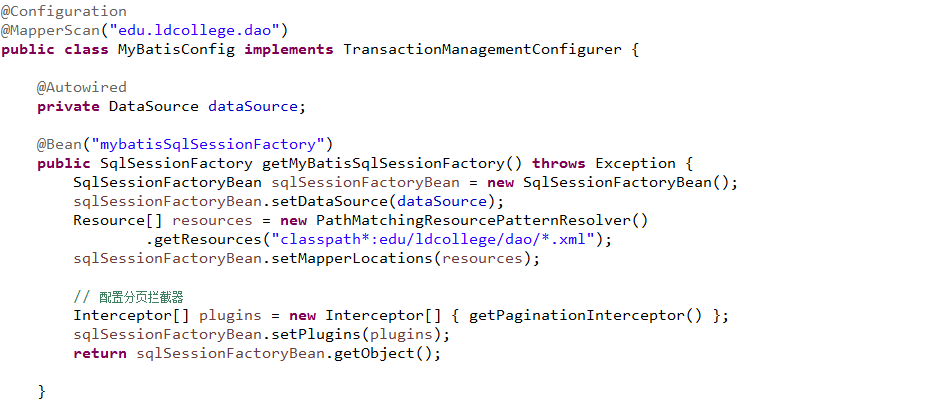 @Configuration
@MapperScan("edu.ldcollege.dao")
public class MyBatisConfig implements TransactionManagementConfigurer {
@Autowired
private DataSource dataSource;
@Bean("mybatisSqlSessionFactory")
public SqlSessionFactory getMyBatisSqlSessionFactory() throws Exception {
SqlSessionFactoryBean sqlSessionFactoryBean = new SqlSessionFactoryBean();
sqlSessionFactoryBean.setDataSource(dataSource);
Resource[] resources = new PathMatchingResourcePatternResolver()
.getResources("classpath*:edu/ldcollege/dao/*.xml");
sqlSessionFactoryBean.setMapperLocations(resources);
// 配置分页拦截器
Interceptor[] plugins = new Interceptor[] { getPaginationInterceptor() };
sqlSessionFactoryBean.setPlugins(plugins);
return sqlSessionFactoryBean.getObject();
}